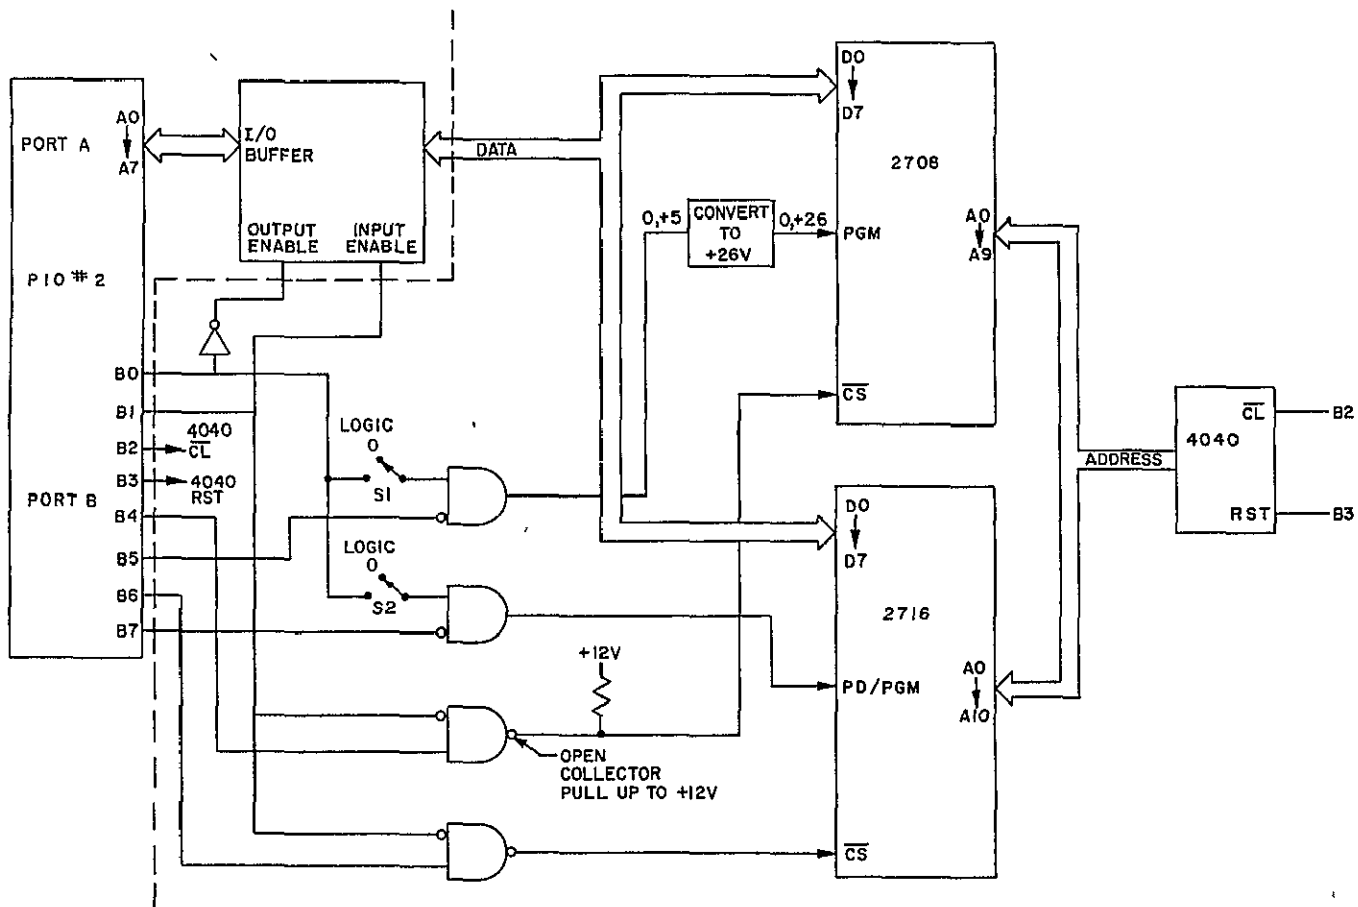 PORT A
A0
A7
PIO #2
B0
B1
B2
B3
PORT B
B4
B5
B6
B7
4040
CL
4040
RST
I/O
BUFFER
OUTPUT
ENABLE
INPUT
ENABLE
DATA
LOGIC
0
S1
LOGIC
0
S2
0,+5
CONVERT
TO
+26V
0,+26
+12V
OPEN
COLLECTOR
PULL UP TO +12V
D0
D7
2708
PGM
A0
A9
CS
D0
D7
2716
PD/PGM
A0
A10
CS
ADDRESS
4040
CL
RST
B2
B3